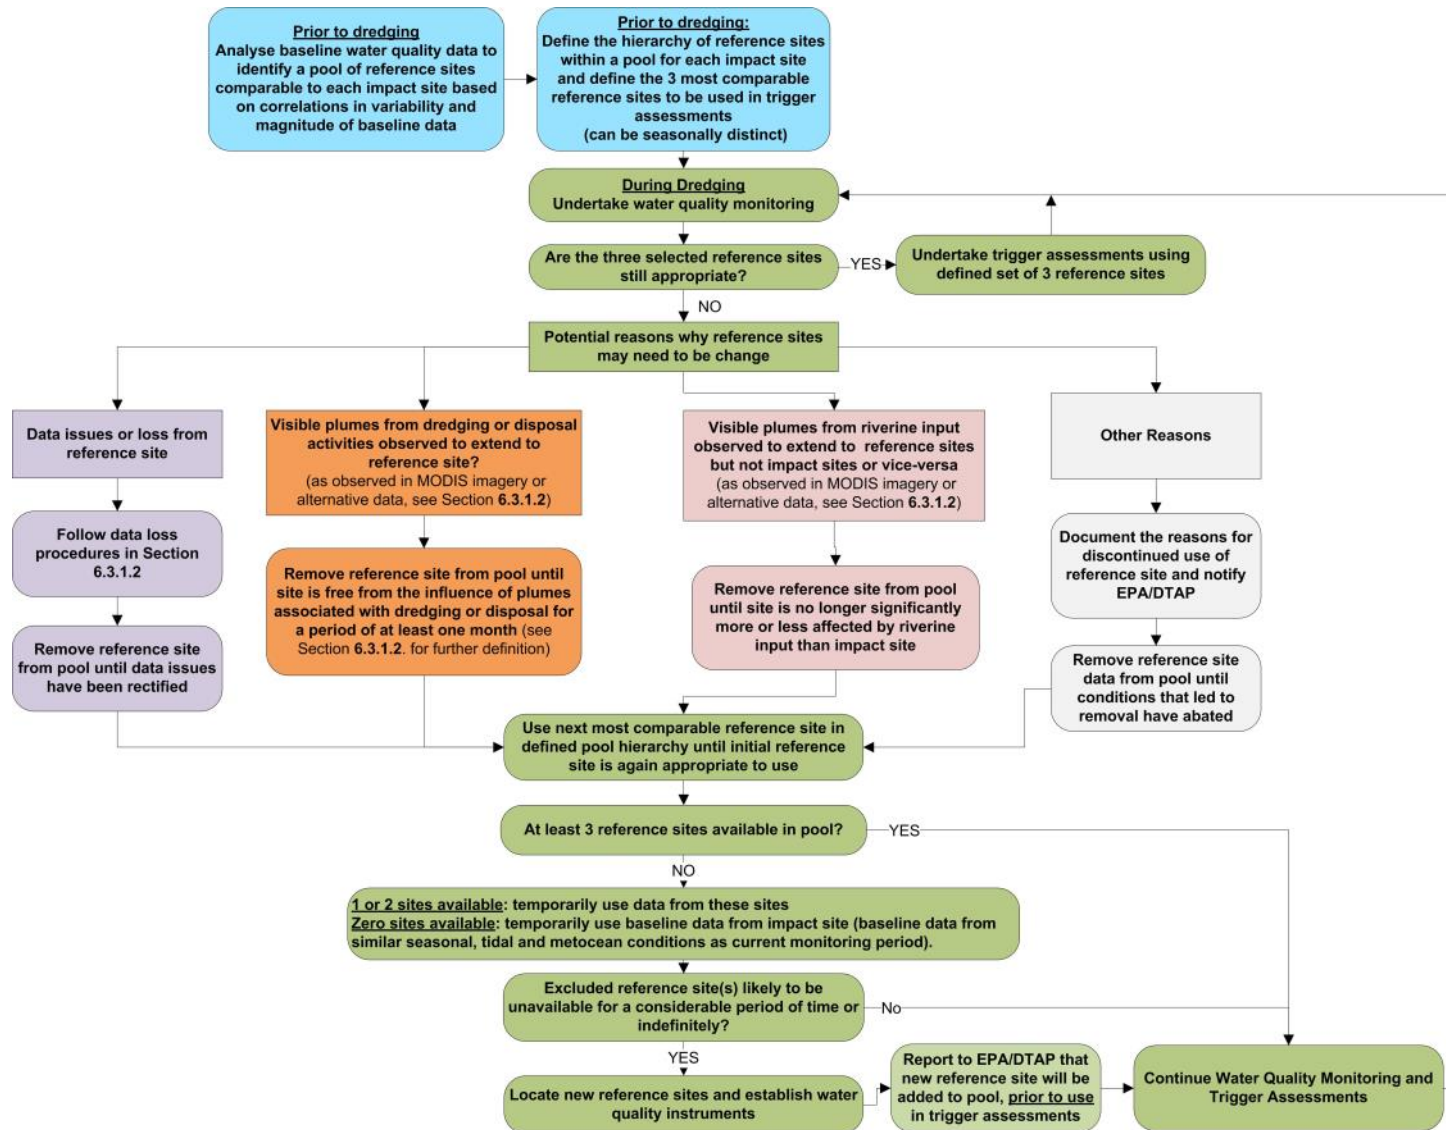 Prior to dredging
Analyse baseline water quality data to
identify a pool of reference sites
comparable to each impact site based
on correlations in variability and
magnitude of baseline data
Prior to dredging:
Define the hierarchy of reference sites
within a pool for each impact site
and define the 3 most comparable
reference sites to be used in trigger
assessments
(can be seasonally distinct)
During Dredging
Undertake water quality monitoring
Are the three selected reference sites
still appropriate?
YES
Undertake trigger assessments using
defined set of 3 reference sites
NO
Potential reasons why reference sites
may need to be change
Data issues or loss from
reference site
Follow data loss
procedures in Section
6.3.1.2
Remove reference site
from pool until data issues
have been rectified
Visible plumes from dredging or disposal
activities observed to extend to
reference site?
(as observed in MODIS imagery or
alternative data, see Section 6.3.1.2)
Remove reference site from pool until
site is free from the influence of plumes
associated with dredging or disposal for
a period of at least one month (see
Section 6.3.1.2. for further definition)
Visible plumes from riverine input
observed to extend to reference sites
but not impact sites or vice-versa
(as observed in MODIS imagery or
alternative data, see Section 6.3.1.2)
Remove reference site from pool
until site is no longer significantly
more or less affected by riverine
input than impact site
Other Reasons
Document the reasons for
discontinued use of
reference site and notify
EPA/DTAP
Remove reference site
data from pool until
conditions that led to
removal have abated
Use next most comparable reference site in
defined pool hierarchy until initial reference
site is again appropriate to use
At least 3 reference sites available in pool?
YES
NO
1 or 2 sites available: temporarily use data from these sites
Zero sites available: temporarily use baseline data from impact site (baseline data from
similar seasonal, tidal and metocean conditions as current monitoring period).
Excluded reference site(s) likely to be
unavailable for a considerable period of time or
indefinitely?
No
YES
Locate new reference sites and establish water
quality instruments
Report to EPA/DTAP that
new reference site will be
added to pool, prior to use
in trigger assessments
Continue Water Quality Monitoring and
Trigger Assessments